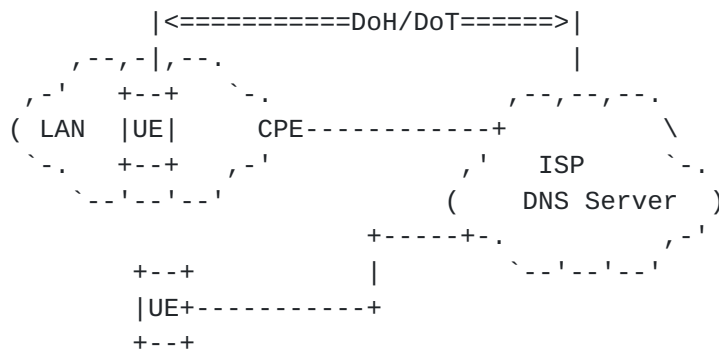 |<===========DoH/DoT======>|
,--,-|,--. |
,-' +--+ `-. ,--,--,--.
( LAN |UE| CPE------------+ \
`-. +--+ ,-' ,' ISP `-.
`--'--'--' ( DNS Server )
+-----+-. ,-'
+--+ | `--'--'--'
|UE+-----------+
+--+